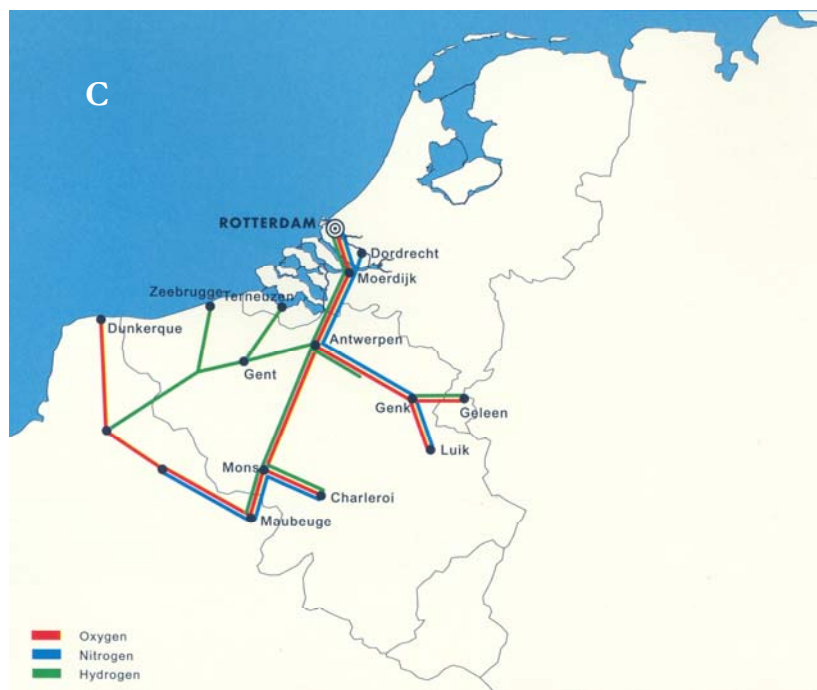 C
ROTTERDAM
Dordrecht
Moerdijk
Zeebrugge
Terneuzen
Dunkerque
Antwerpen
Gent
Genk
Geleen
Luik
Mons
Charleroi
Maubeuge
Oxygen
Nitrogen
Hydrogen